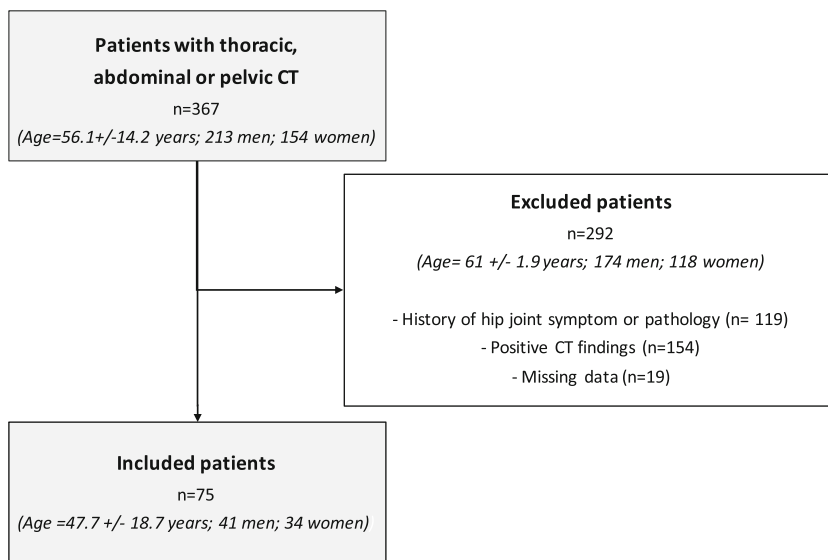 Patients with thoracic,
abdominal or pelvic CT
n=367
(Age=56.1+/-14.2 years; 213 men; 154 women)
Excluded patients
n=292
(Age= 61 +/- 1.9 years; 174 men; 118 women)
- History of hip joint symptom or pathology (n= 119)
- Positive CT findings (n=154)
- Missing data (n=19)
Included patients
n=75
(Age =47.7 +/- 18.7 years; 41 men; 34 women)